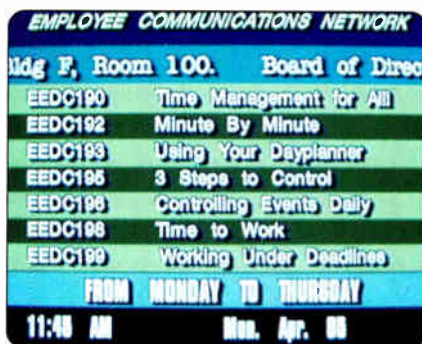 EMPLOYEE COMMUNICATIONS NETWORK
ldg F, Room 100. Board of Direc
EEDC190 Time Management for All!
EEDC192 Minute By Minute
EEDC193 Using Your Dayplanner
EEDC195 3 Steps to Control
EEDC196 Controlling Events Daily
EEDC198 Time to Work
EEDC199 Working Under Deadlines
FROM MONDAY TO THURSDAY
11:45 AM Mon. Apr.